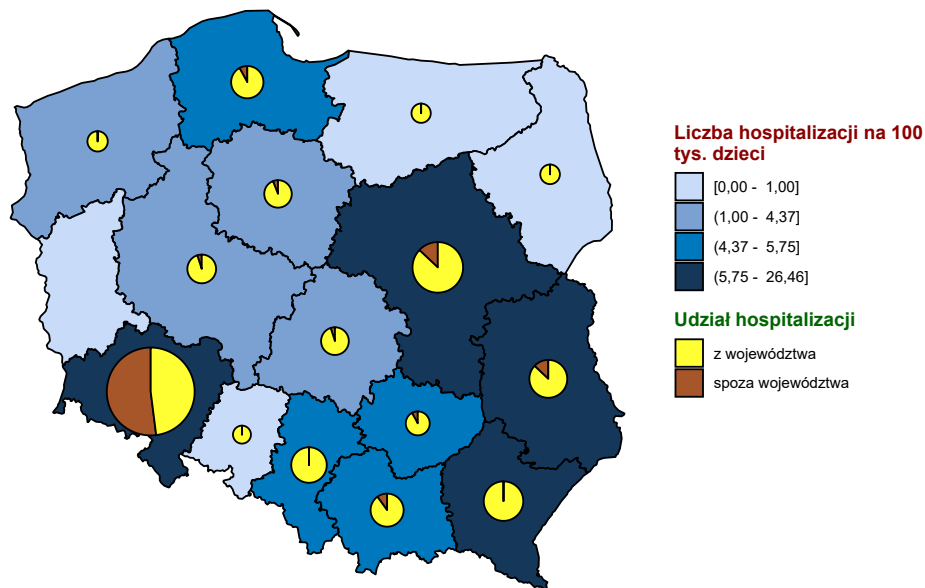 Liczba hospitalizacji na 100
tys. dzieci
[0,00 - 1,00]
(1,00 - 4,37]
(4,37 - 5,75]
(5,75 - 26,46]
Udział hospitalizacji
z województwa
spoza województwa